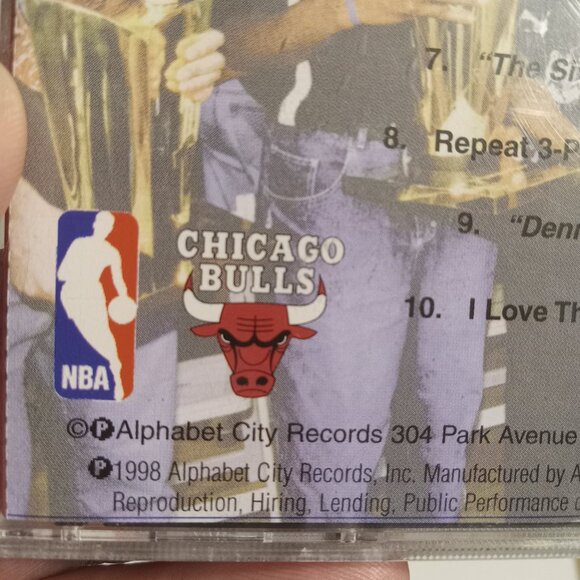 7. "The Si
8. Repeat 3-P
CHICAGO
BULLS
9. "Denn
10. I Love Th
NBA
©℗Alphabet City Records 304 Park Avenue
℗1998 Alphabet City Records, Inc. Manufactured by A
Reproduction, Hiring, Lending, Public Performance